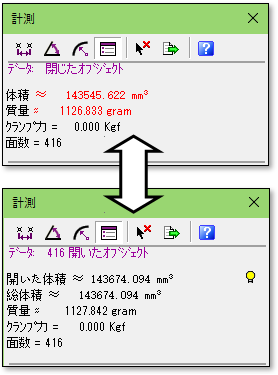 計測
データ: 閉じたオブジェクト
体積 ≈ 143545.622 mm³
質量 ≈ 1126.833 gram
クランプ力 = 0.000 Kgf
面数 = 416
計測
データ: 416 開いたオブジェクト
開いた体積 ≈ 143674.094 mm³
総体積 ≈ 143674.094 mm³
質量 ≈ 1127.842 gram
クランプ力 = 0.000 Kgf
面数 = 416